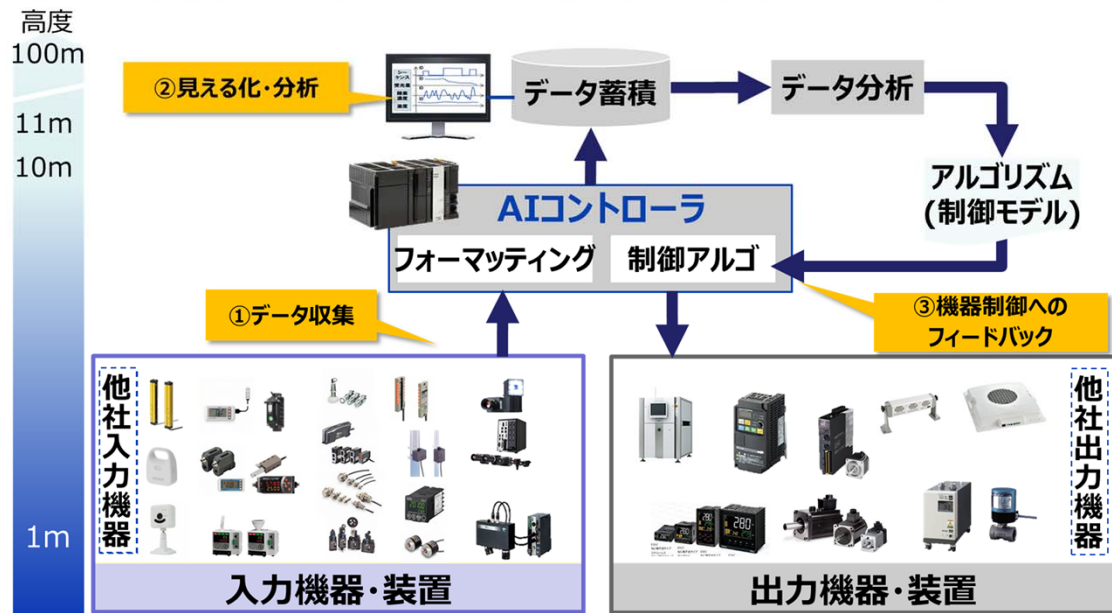 高度
100m
11m
10m
1m
②見える化・分析
データ蓄積
データ分析
アルゴリズム
(制御モデル)
AIコントローラ
フォーマッティング
制御アルゴ
①データ収集
③機器制御への
フィードバック
他社入力機器
他社出力機器
入力機器・装置
出力機器・装置